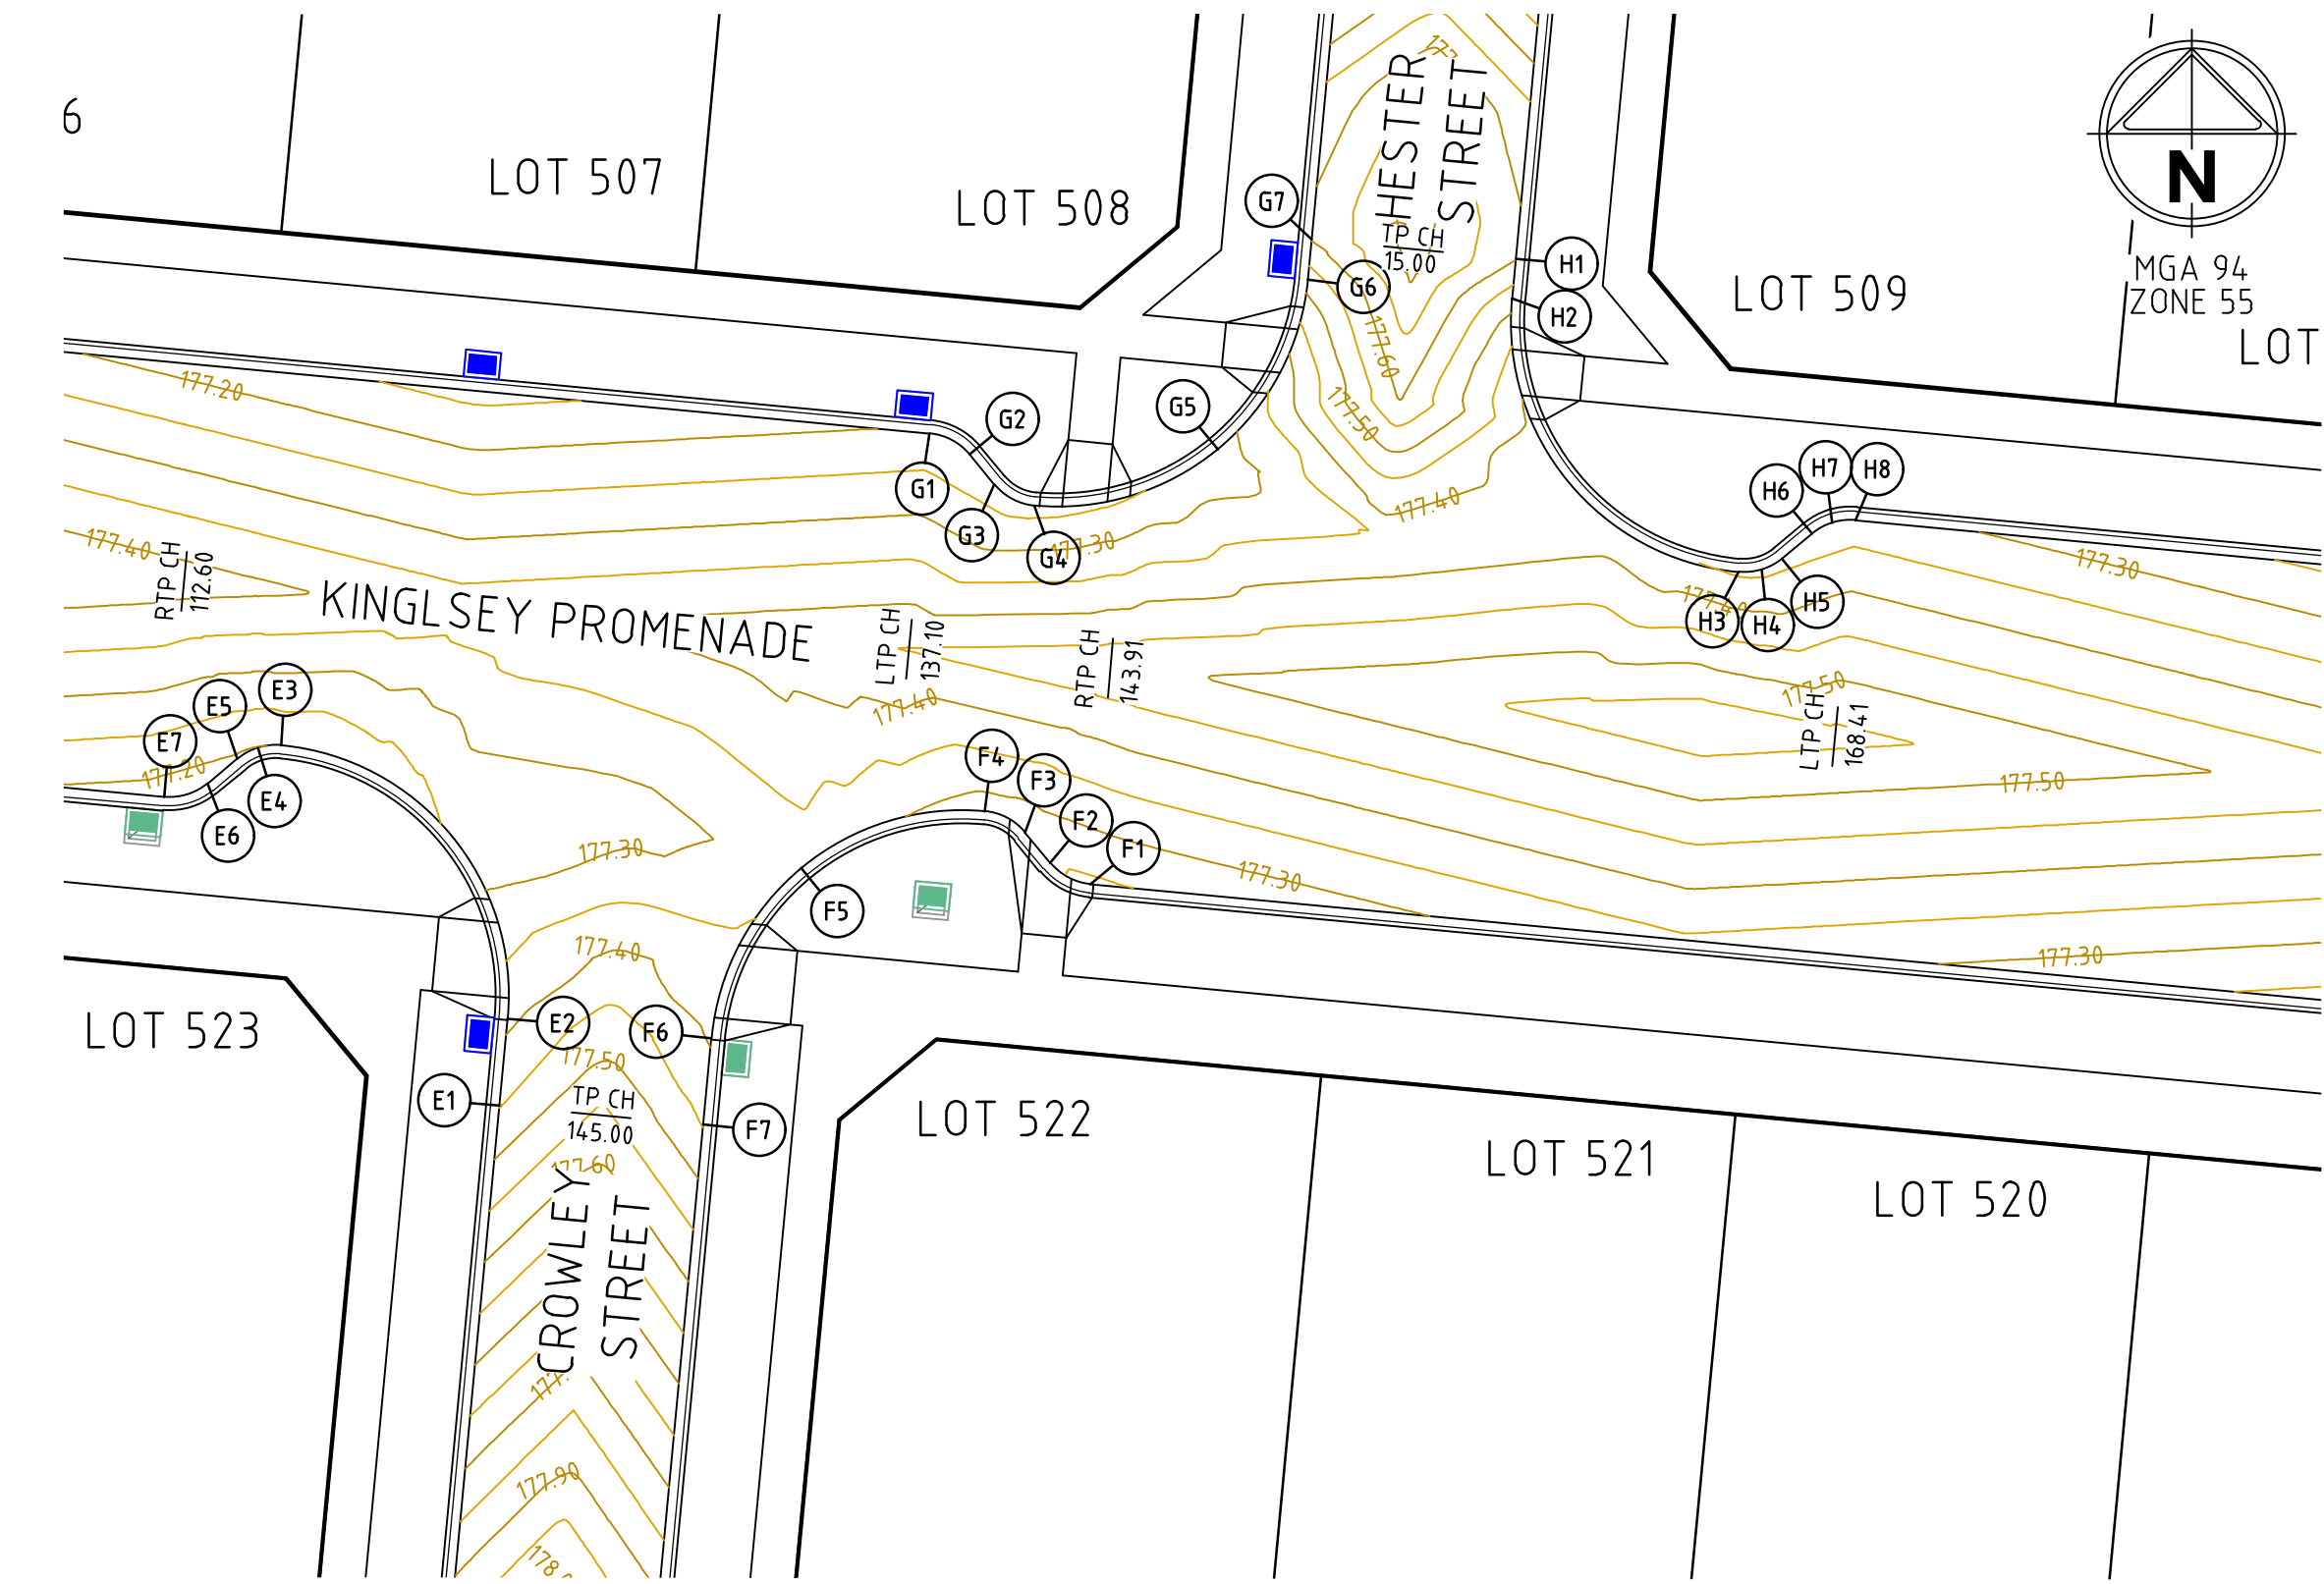 6
LOT 507
LOT 508
HESTER
STREET
TP CH
15.00
LOT 509
N
MGA 94
ZONE 55
LOT
G7
G6
H1
H2
177.60
177.50
177.40
177.20
G1
G2
G3
G4
G5
177.30
H6
H7
H8
177.30
177.40
H3
H4
H5
177.40
RTP CH
112.60
KINGLSEY PROMENADE
LTP CH
137.10
RTP CH
143.91
177.40
177.50
LTP CH
168.41
177.50
E7
E5
E3
177.20
E6
E4
F4
F3
F2
F1
F5
177.30
177.30
177.40
177.30
LOT 523
E2
F6
177.50
E1
TP CH
145.00
F7
177.60
CROWLEY
STREET
LOT 522
LOT 521
LOT 520
177.90